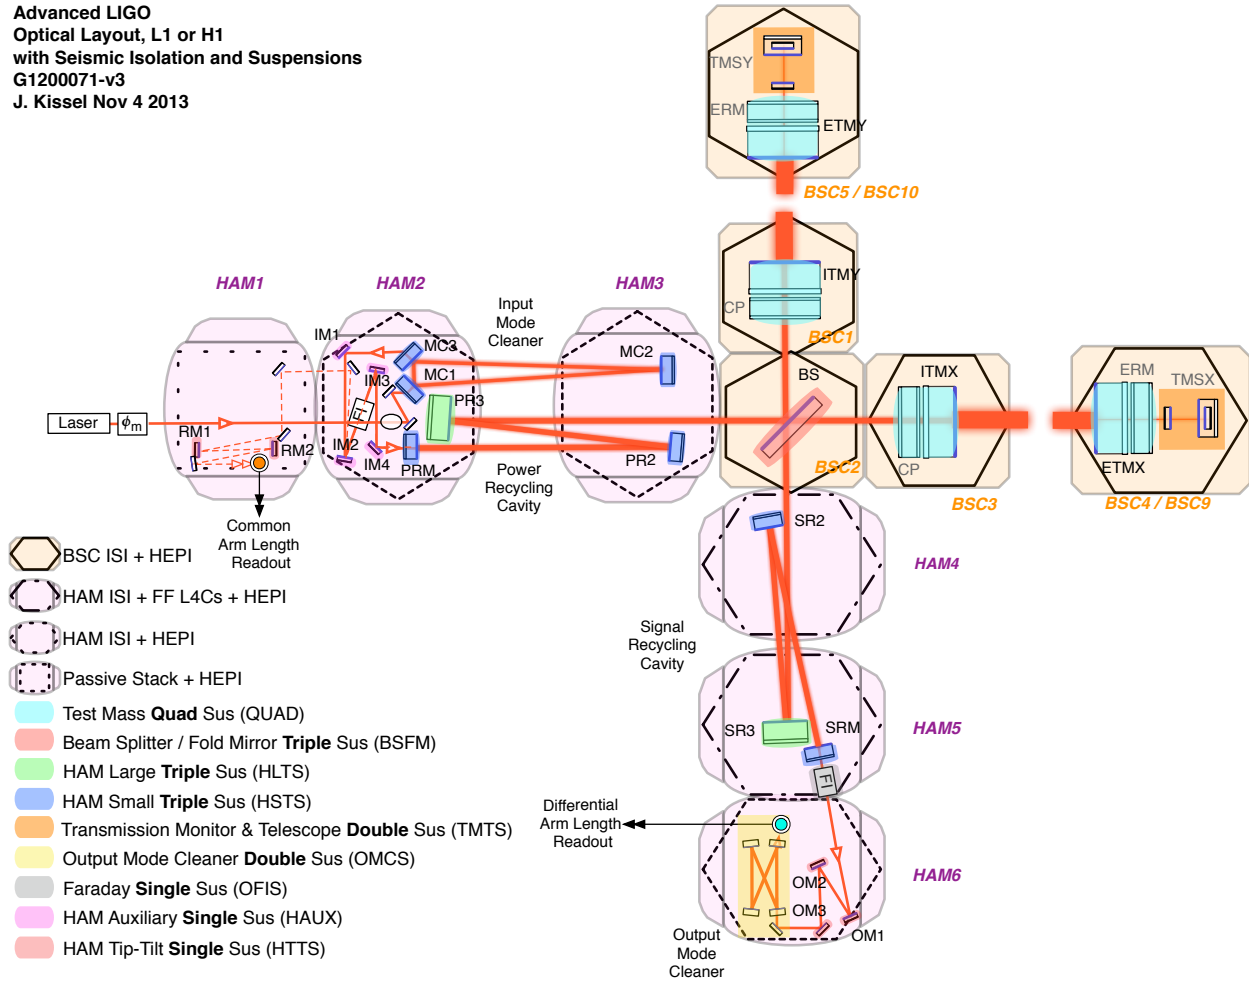 Advanced LIGO
Optical Layout, L1 or H1
with Seismic Isolation and Suspensions
G1200071-v3
J. Kissel Nov 4 2013
TMSY
ERM
ETMY
BSC5 / BSC10
HAM1
HAM2
HAM3
Input
Mode
Cleaner
ITMY
CP
BSC1
IM1
MC3
MC2
IM3
MC1
BS
ITMX
ERM
TMSX
PR3
FI
Laser
ϕm
RM1
RM2
IM2
IM4
PRM
PR2
BSC2
CP
ETMX
Power
Recycling
Cavity
BSC3
BSC4 / BSC9
Common
Arm Length
Readout
SR2
HAM4
BSC ISI + HEPI
HAM ISI + FF L4Cs + HEPI
HAM ISI + HEPI
Passive Stack + HEPI
Signal
Recycling
Cavity
Test Mass Quad Sus (QUAD)
Beam Splitter / Fold Mirror Triple Sus (BSFM)
HAM Large Triple Sus (HLTS)
HAM Small Triple Sus (HSTS)
Transmission Monitor & Telescope Double Sus (TMTS)
Output Mode Cleaner Double Sus (OMCS)
Faraday Single Sus (OFIS)
HAM Auxiliary Single Sus (HAUX)
HAM Tip-Tilt Single Sus (HTTS)
SR3
SRM
HAM5
FI
Differential
Arm Length
Readout
OM2
HAM6
OM3
OM1
Output
Mode
Cleaner